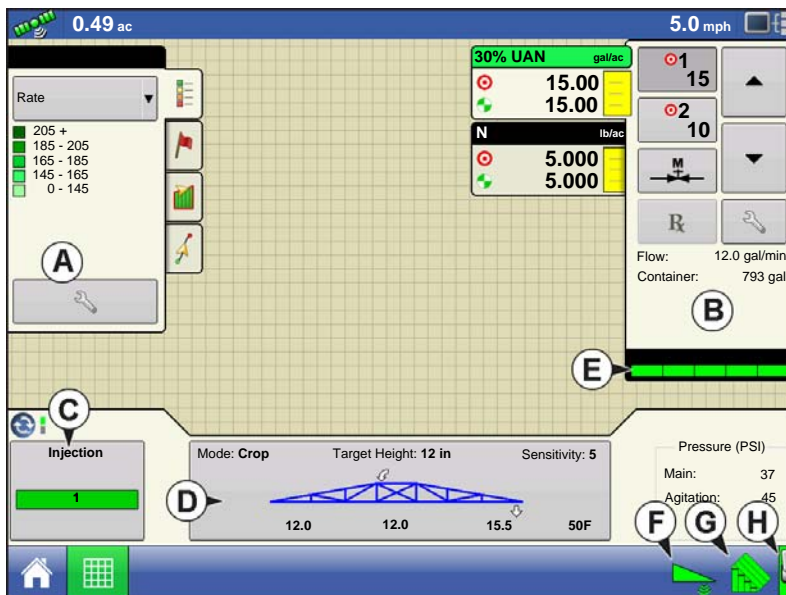 0.49 ac
5.0 mph
30% UAN gal/ac
15.00
15.00
N lb/ac
5.000
5.000
1
15
2
10
M
Rx
Flow: 12.0 gal/min
Container: 793 gal
B
E
Rate
205 +
185 - 205
165 - 185
145 - 165
0 - 145
A
C
Injection
1
D
Mode: Crop Target Height: 12 in Sensitivity: 5
12.0 12.0 15.5 50F
Pressure (PSI)
Main: 37
Agitation: 45
F
G
H